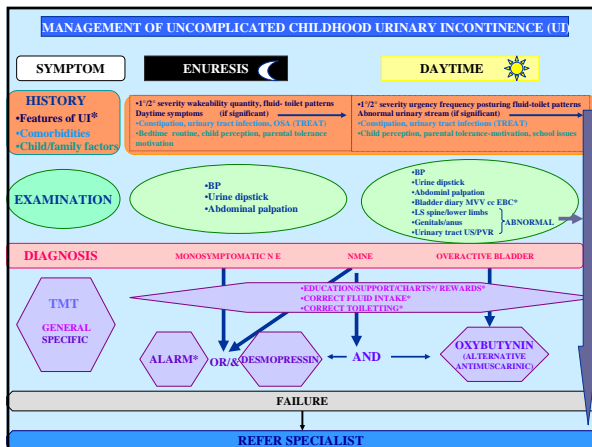 MANAGEMENT OF UNCOMPLICATED CHILDHOOD URINARY INCONTINENCE (UI)
SYMPTOM
ENURESIS
DAYTIME
HISTORY
•Features of UI*
•Comorbidities
•Child/family factors
•1°/2° severity wakeability quantity, fluid- toilet patterns
Daytime symptoms (if significant)
•Constipation, urinary tract infections, OSA (TREAT)
•Bedtime routine, child perception, parental tolerance -
motivation
•1°/2° severity urgency frequency posturing fluid-toilet patterns
Abnormal urinary stream (if significant)
•Constipation, urinary tract infections (TREAT)
•Child perception, parental tolerance-motivation, school issues
EXAMINATION
•BP
•Urine dipstick
•Abdominal palpation
•BP
•Urine dipstick
•Abdominal palpation
•Bladder diary MVV cc EBC*
•LS spine/lower limbs
•Genitals/anus
•Urinary tract US/PVR
ABNORMAL
DIAGNOSIS
MONOSYMPTOMATIC N E
NMNE
OVERACTIVE BLADDER
TMT
GENERAL
SPECIFIC
•EDUCATION/SUPPORT/CHARTS*/ REWARDS*
•CORRECT FLUID INTAKE*
•CORRECT TOILETTING*
ALARM*
OR/&
DESMOPRESSIN
AND
OXYBUTYNIN
(ALTERNATIVE
ANTIMUSCARINIC)
FAILURE
REFER SPECIALIST